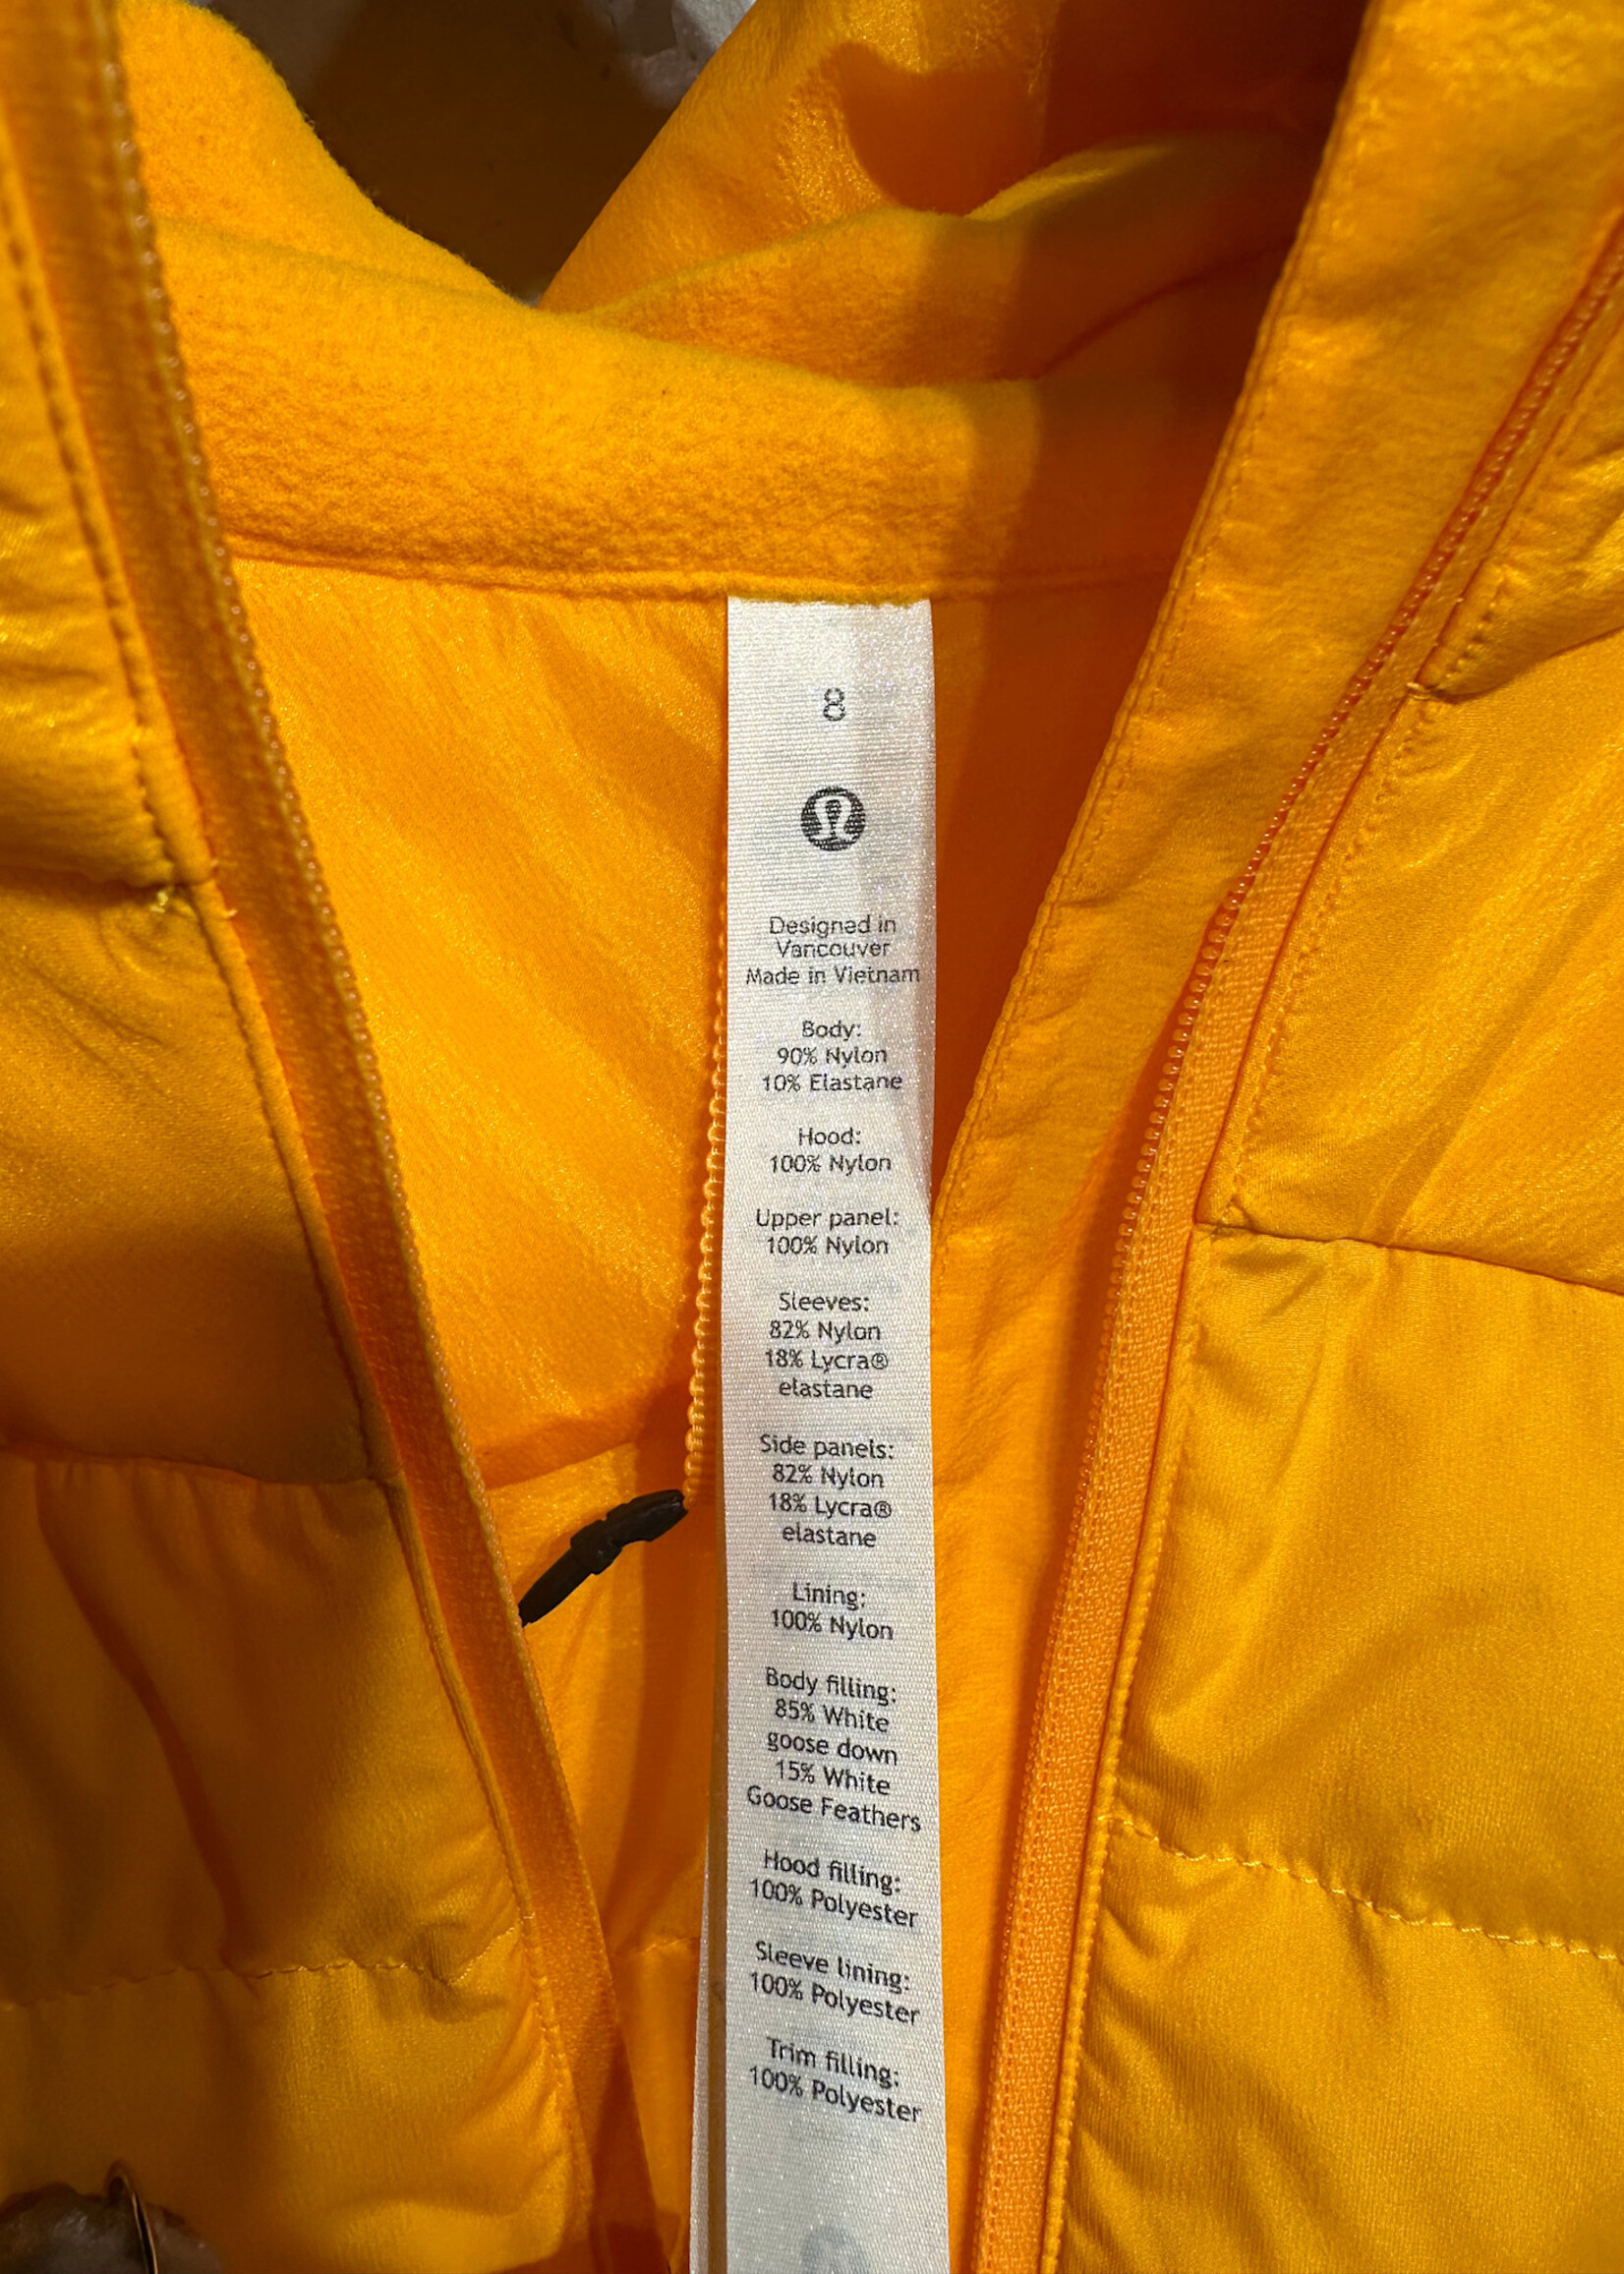 8
Designed in
Vancouver
Made in Vietnam
Body:
90% Nylon
10% Elastane
Hood:
100% Nylon
Upper panel:
100% Nylon
Sleeves:
82% Nylon
18% Lycra®
elastane
Side panels:
82% Nylon
18% Lycra®
elastane
Lining:
100% Nylon
Body filling:
85% White
goose down
15% White
Goose Feathers
Hood filling:
100% Polyester
Sleeve lining:
100% Polyester
Trim filling:
100% Polyester